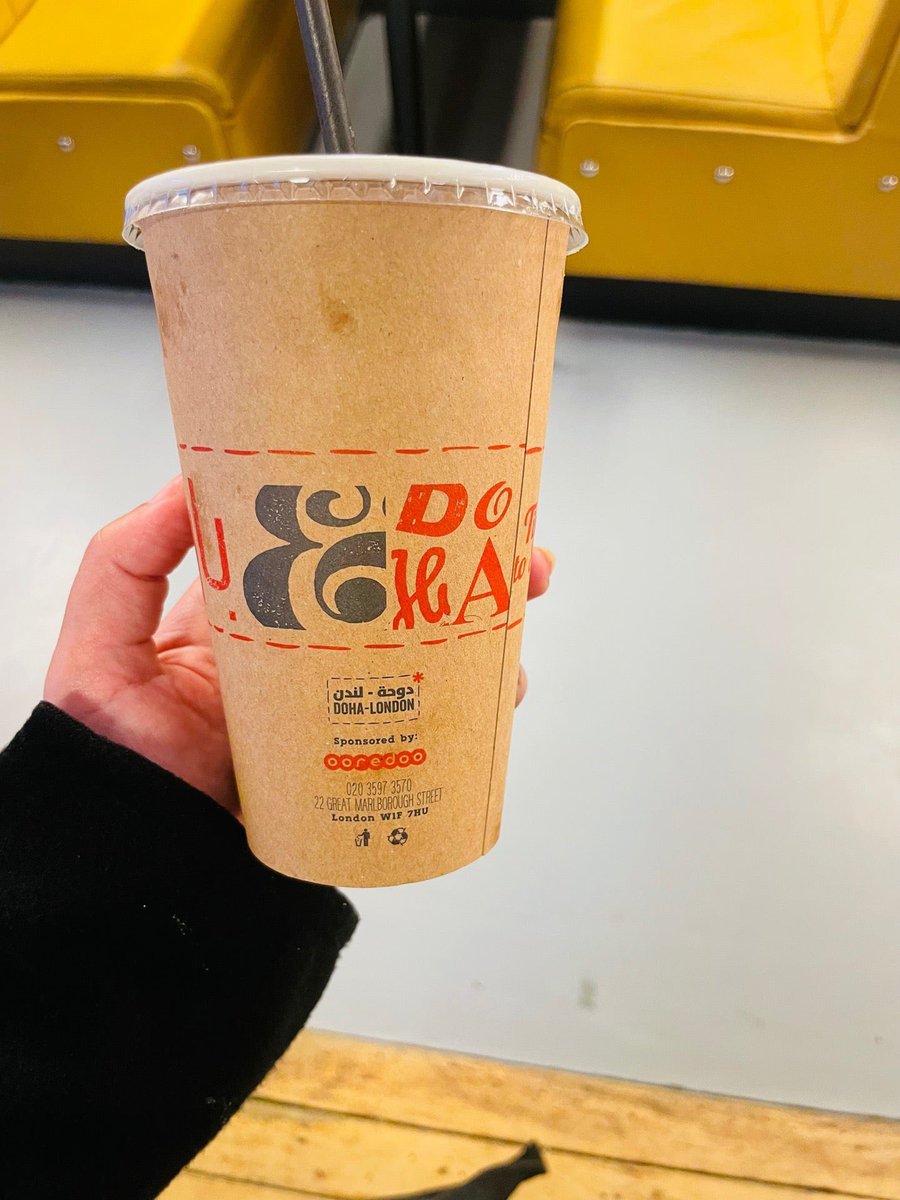 U.
&
DO
HA
دوحة - لندن*
DOHA-LONDON
Sponsored by:
ooredoo
020 3597 3570
22 GREAT MARLBOROUGH STREET
London W1F 7HU